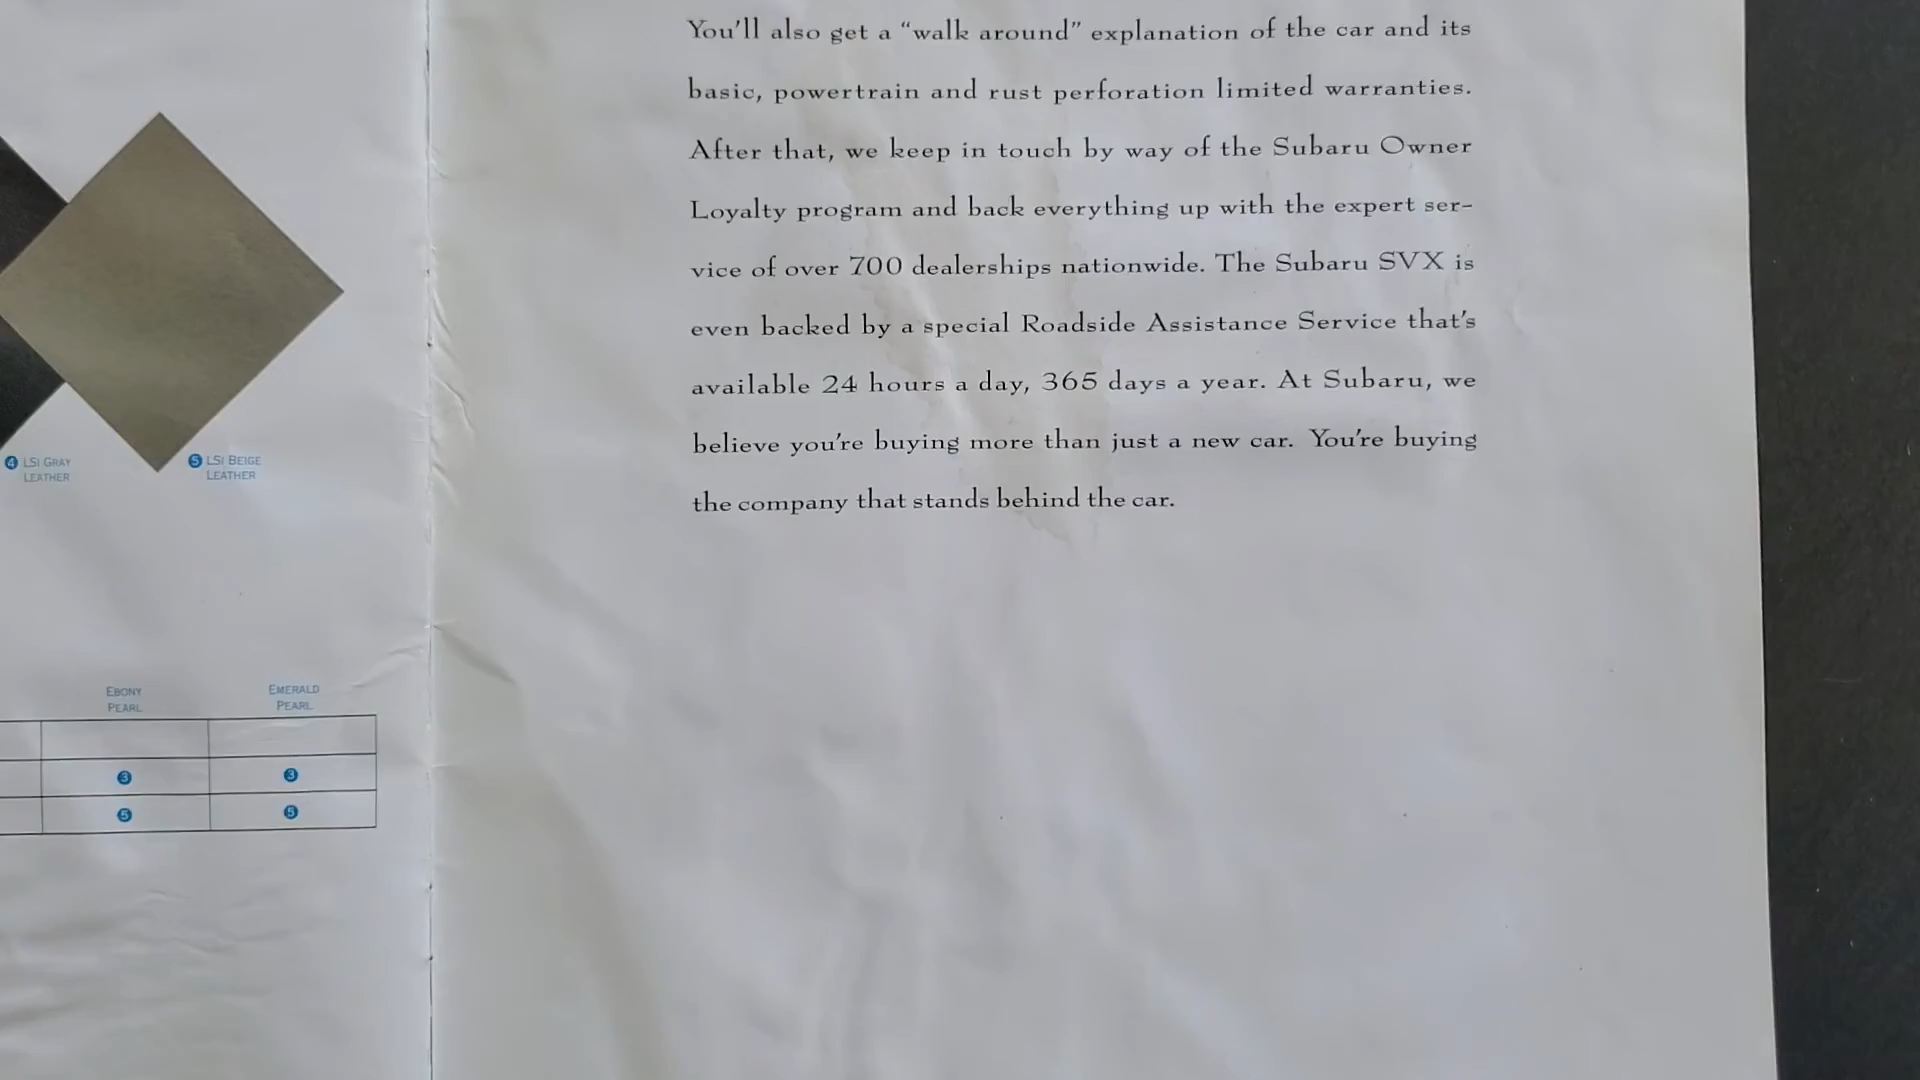 You'll also get a “walk around” explanation of the car and its
basic, powertrain and rust perforation limited warranties.
After that, we keep in touch by way of the Subaru Owner
Loyalty program and back everything up with the expert ser-
vice of over 700 dealerships nationwide. The Subaru SVX is
even backed by a special Roadside Assistance Service that's
available 24 hours a day, 365 days a year. At Subaru, we
believe you're buying more than just a new car. You're buying
the company that stands behind the car.
4 LSi GRAY
LEATHER
5 LSi BEIGE
LEATHER
EBONY
PEARL
EMERALD
PEARL
3 3
5 5